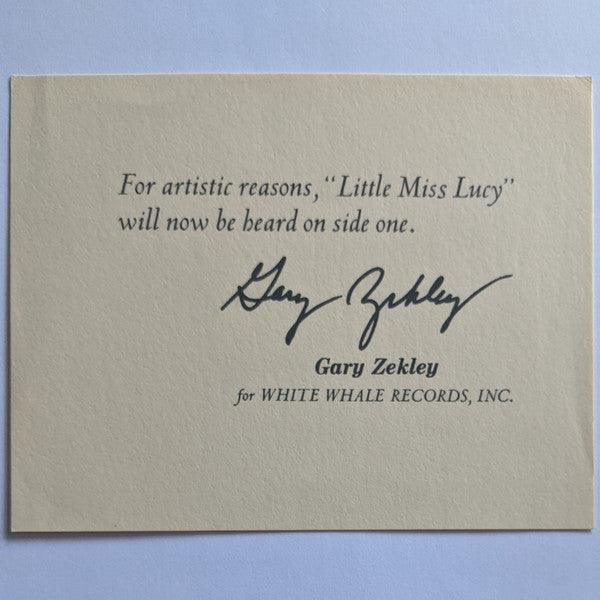 For artistic reasons, “Little Miss Lucy”
will now be heard on side one.
Gary Zekley
Gary Zekley
for WHITE WHALE RECORDS, INC.